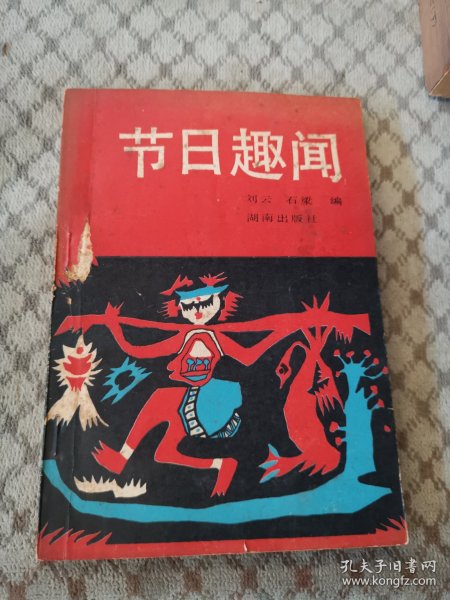 节日趣闻
刘云 石梁 编
湖南出版社
孔夫子旧书网
www.kongfz.com